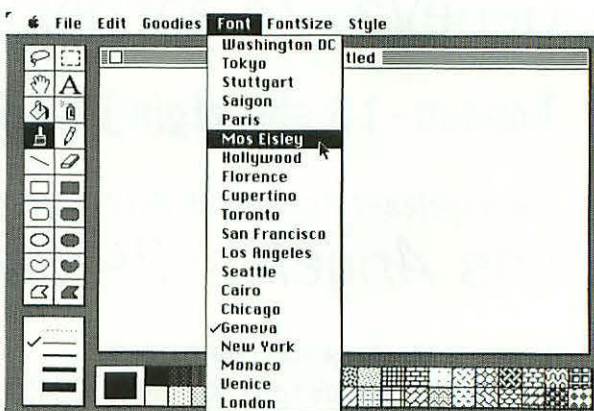 File Edit Goodies Font FontSize Style
Washington DC
tled
Tokyo
Stuttgart
Saigon
Paris
Mos Eisley
Hollywood
Florence
Cupertino
Toronto
San Francisco
Los Angeles
Seattle
Cairo
Chicago
✓Geneva
New York
Monaco
Venice
London
A